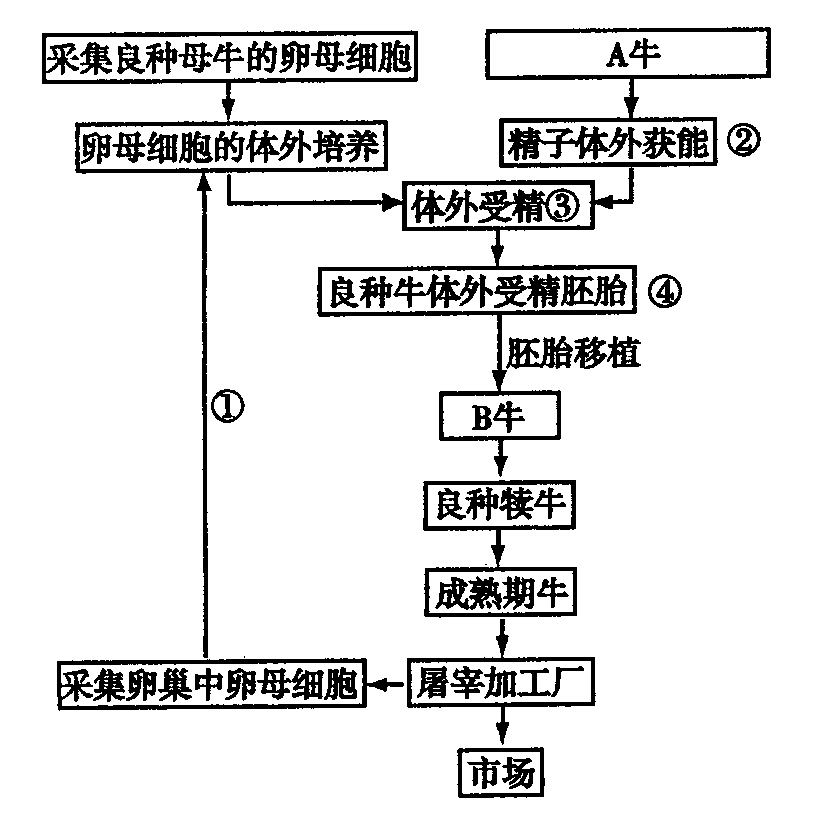 采集良种母牛的卵母细胞
A牛
卵母细胞的体外培养
精子体外获能
②
体外受精③
良种牛体外受精胚胎
④
胚胎移植
①
B牛
良种犊牛
成熟期牛
采集卵巢中卵母细胞
屠宰加工厂
市场